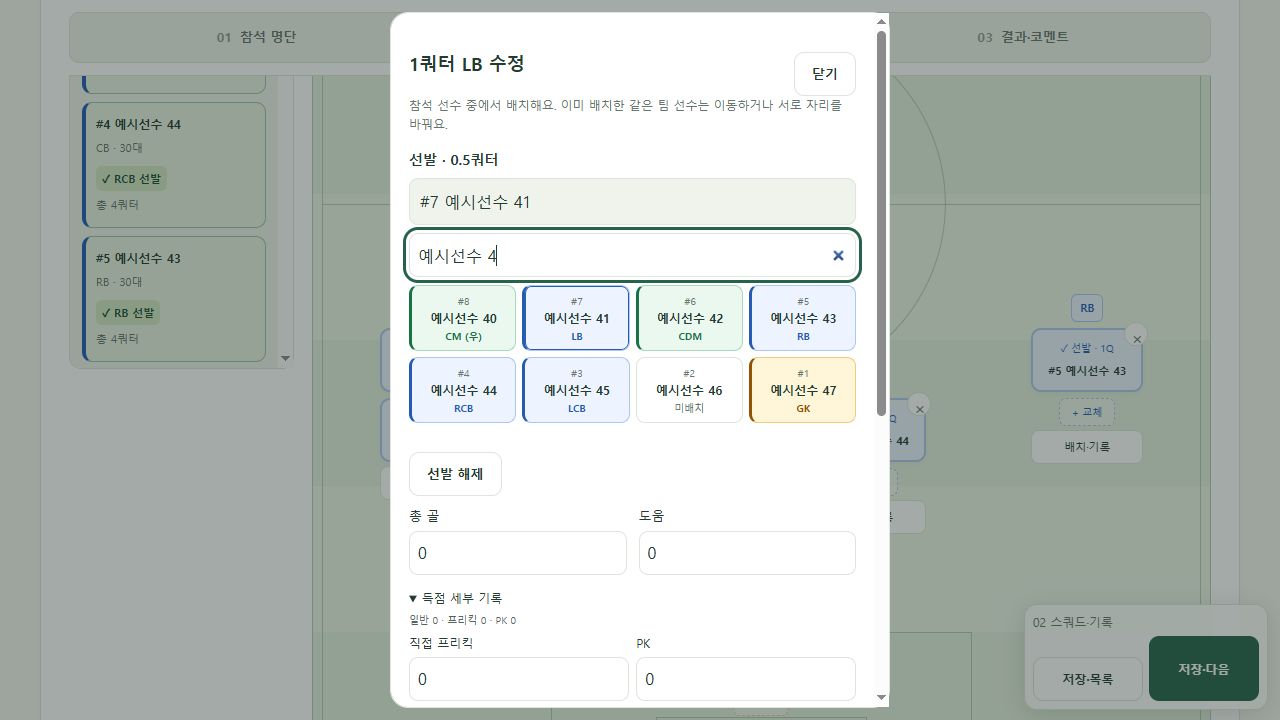 01 참석 명단
03 결과·코멘트
#4 예시선수 44
CB · 30대
✓ RCB 선발
총 4쿼터
#5 예시선수 43
RB · 30대
✓ RB 선발
총 4쿼터
1쿼터 LB 수정
닫기
참석 선수 중에서 배치해요. 이미 배치한 같은 팀 선수는 이동하거나 서로 자리를
바꿔요.
선발 · 0.5쿼터
#7 예시선수 41
예시선수 4
#8
예시선수 40
CM (우)
#7
예시선수 41
LB
#6
예시선수 42
CDM
#5
예시선수 43
RB
#4
예시선수 44
RCB
#3
예시선수 45
LCB
#2
예시선수 46
미배치
#1
예시선수 47
GK
선발 해제
총 골
도움
0
0
▼ 득점 세부 기록
일반 0 · 프리킥 0 · PK 0
직접 프리킥
PK
0
0
RB
✓ 선발 · 1Q
#5 예시선수 43
+ 교체
배치·기록
44
02 스쿼드·기록
저장·목록
저장·다음